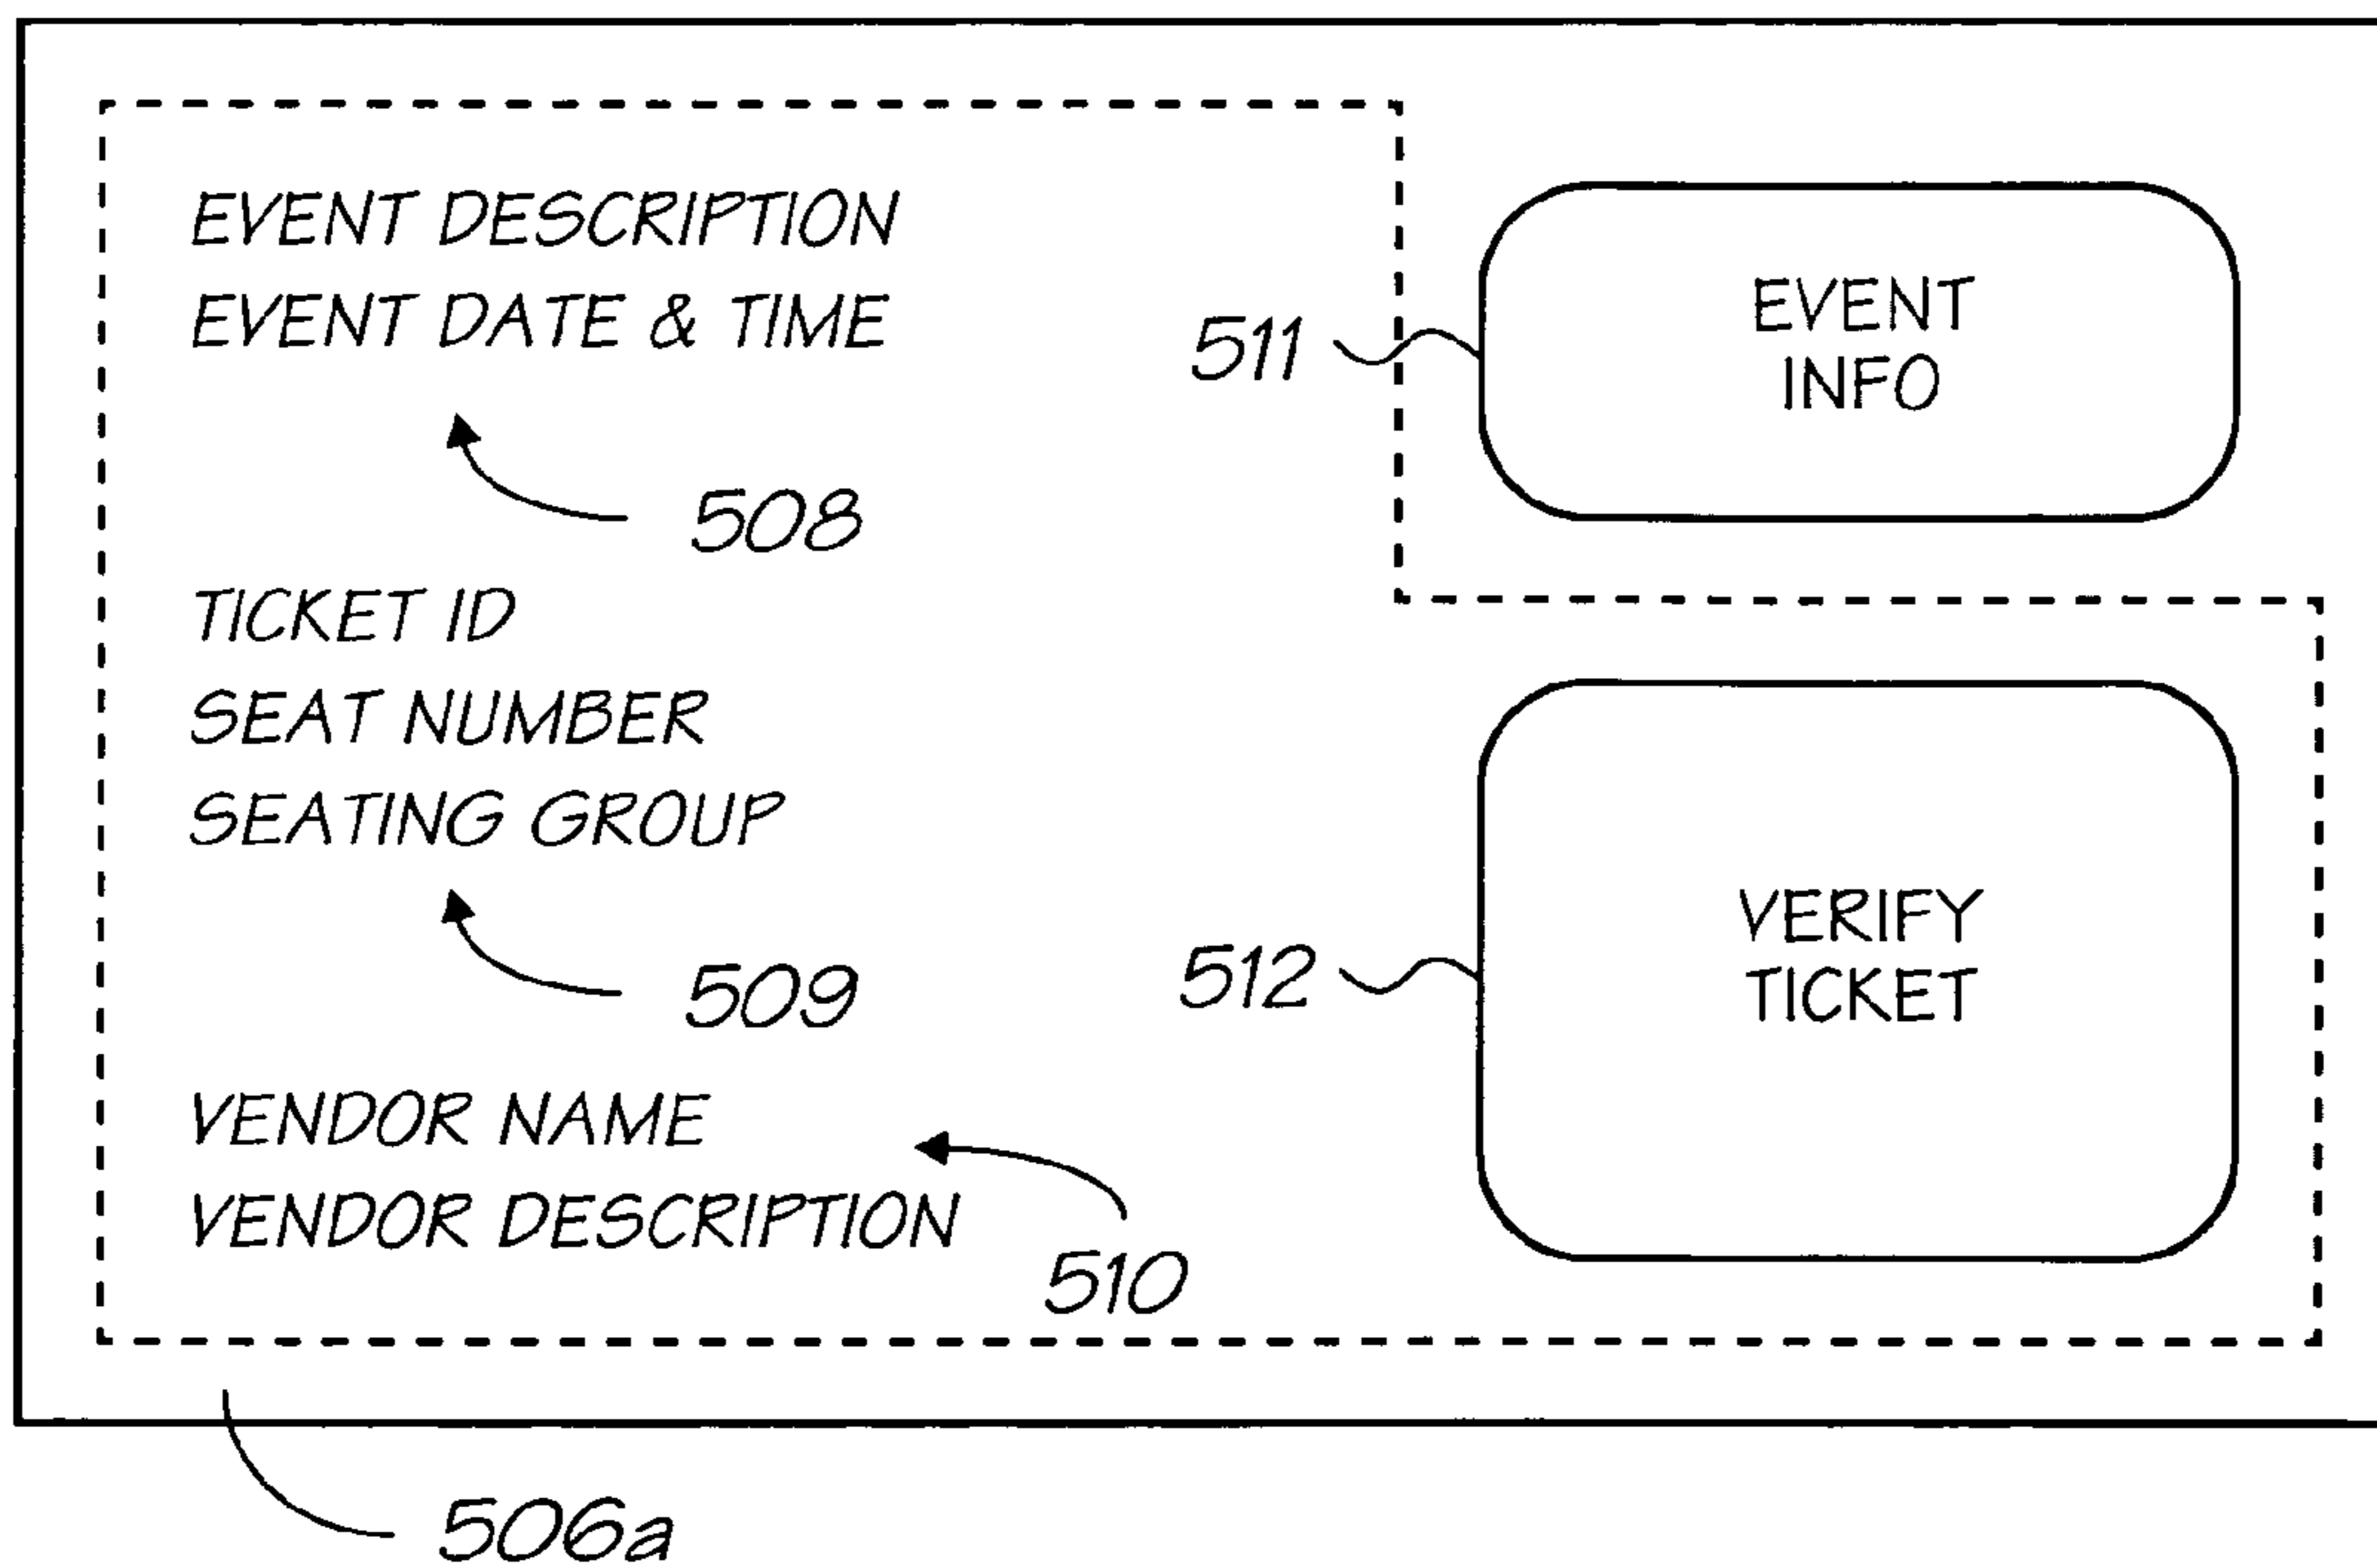 EVENT DESCRIPTION
EVENT DATE & TIME
508
TICKET ID
SEAT NUMBER
SEATING GROUP
509
VENDOR NAME
VENDOR DESCRIPTION
510
511
EVENT
INFO
512
VERIFY
TICKET
506a